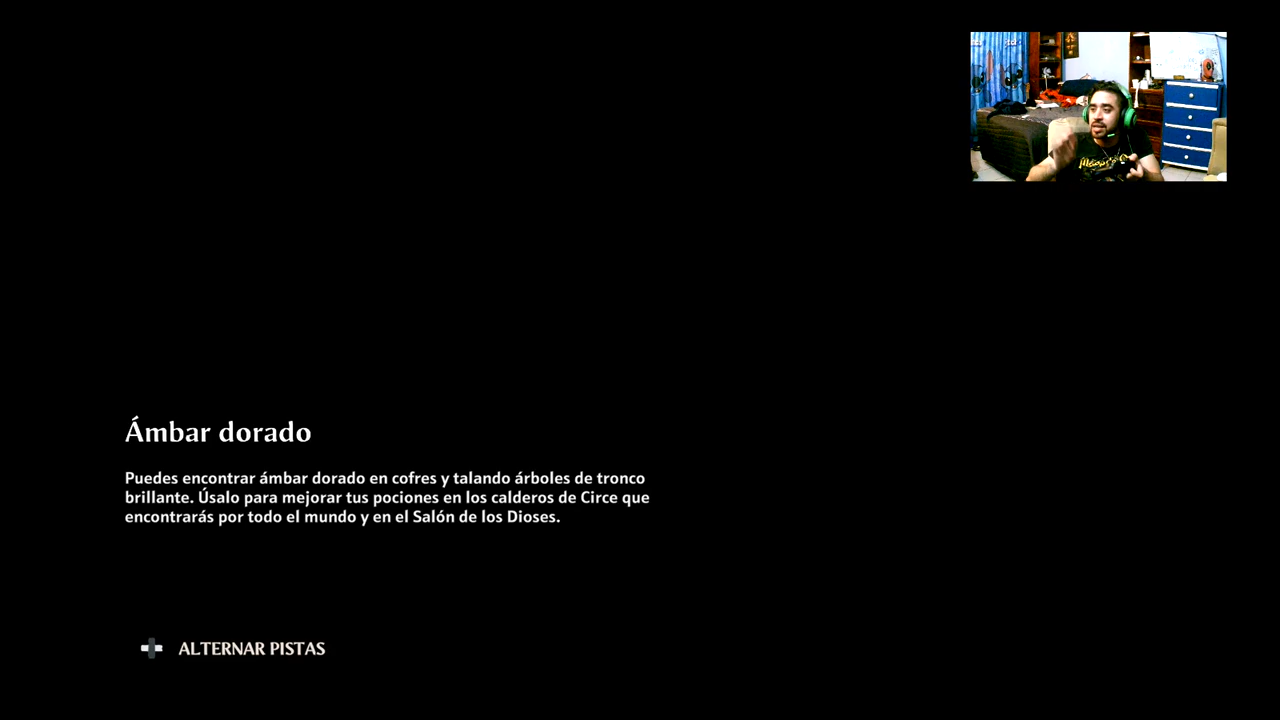 Ámbar dorado
Puedes encontrar ámbar dorado en cofres y talando árboles de tronco
brillante. Úsalo para mejorar tus pociones en los calderos de Circe que
encontrarás por todo el mundo y en el Salón de los Dioses.
ALTERNAR PISTAS